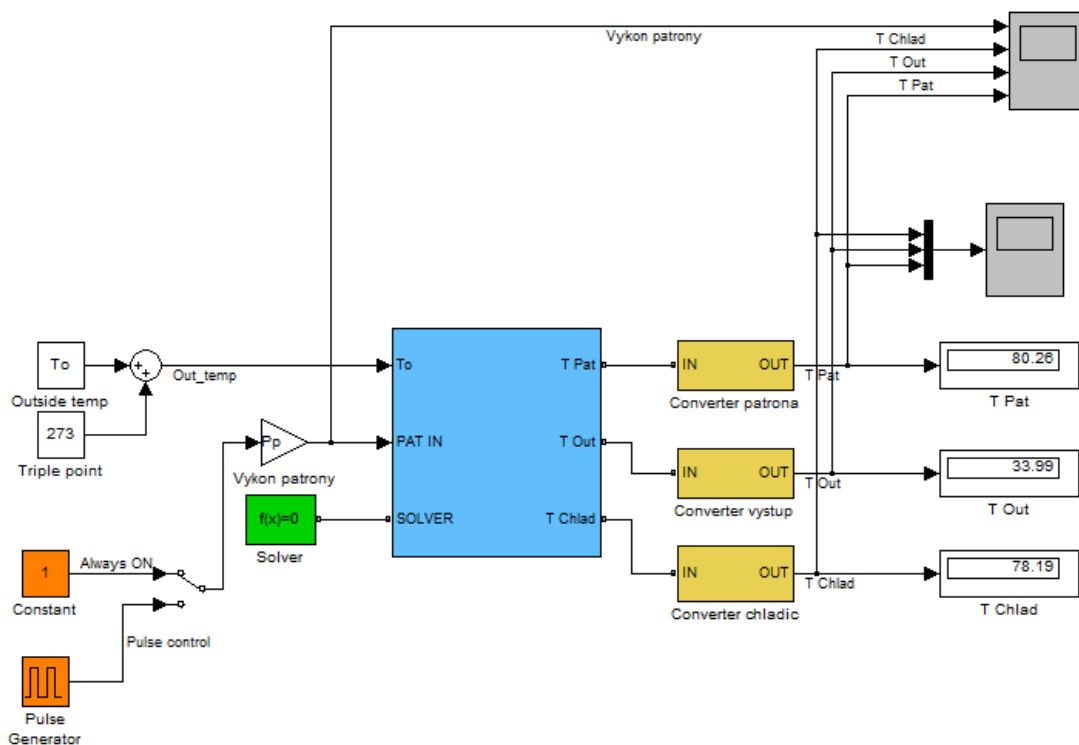 Vykon patrony
T Chlad
T Out
T Pat
To
Outside temp
+
+
Out_temp
273
Triple point
Pp
Vykon patrony
f(x)=0
Solver
To
PAT IN
SOLVER
T Pat
T Out
T Chlad
IN OUT
Converter patrona
T Pat
80.26
T Pat
IN OUT
Converter vystup
T Out
33.99
T Out
IN OUT
Converter chladic
T Chlad
78.19
T Chlad
1
Constant
Always ON
Pulse control
Pulse
Generator